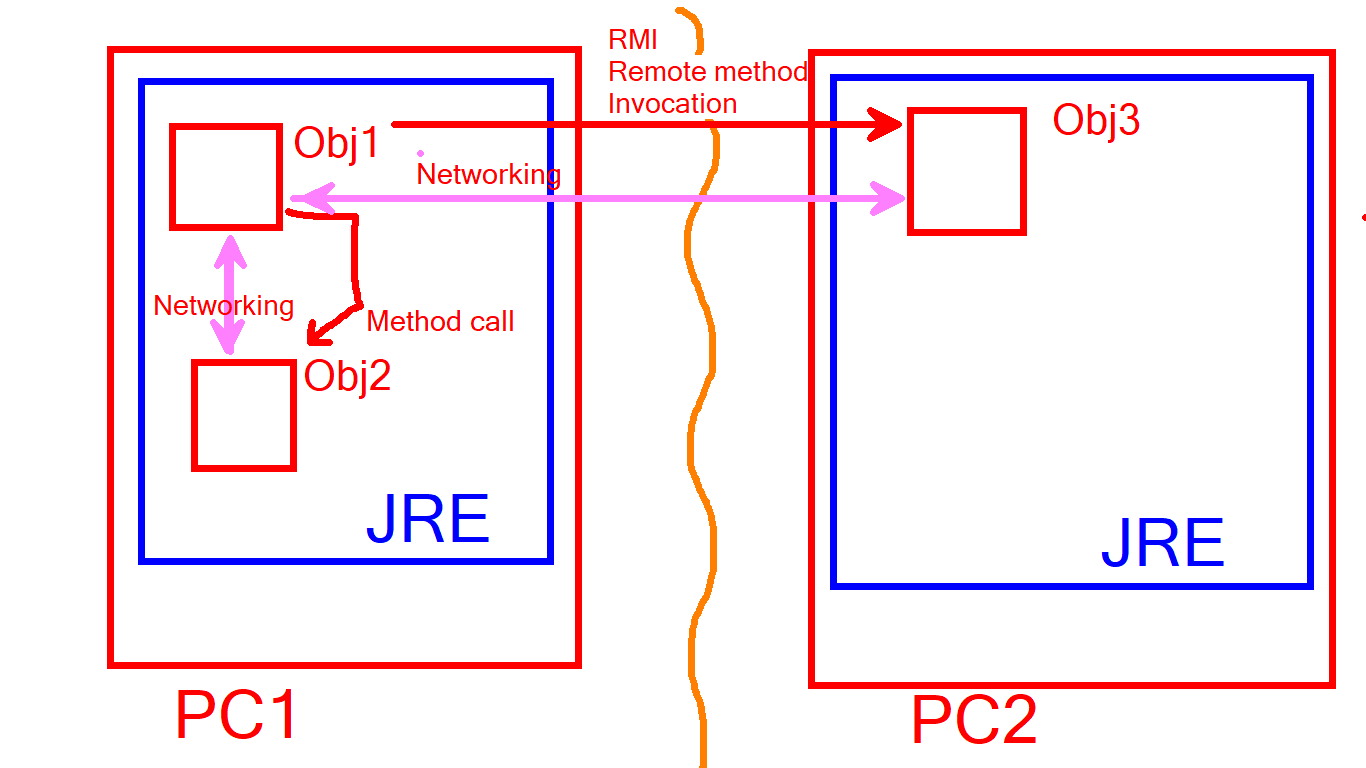 RMI
Remote method
Invocation
Obj1
Obj3
Networking
Networking
Method call
Obj2
JRE
JRE
PC1
PC2